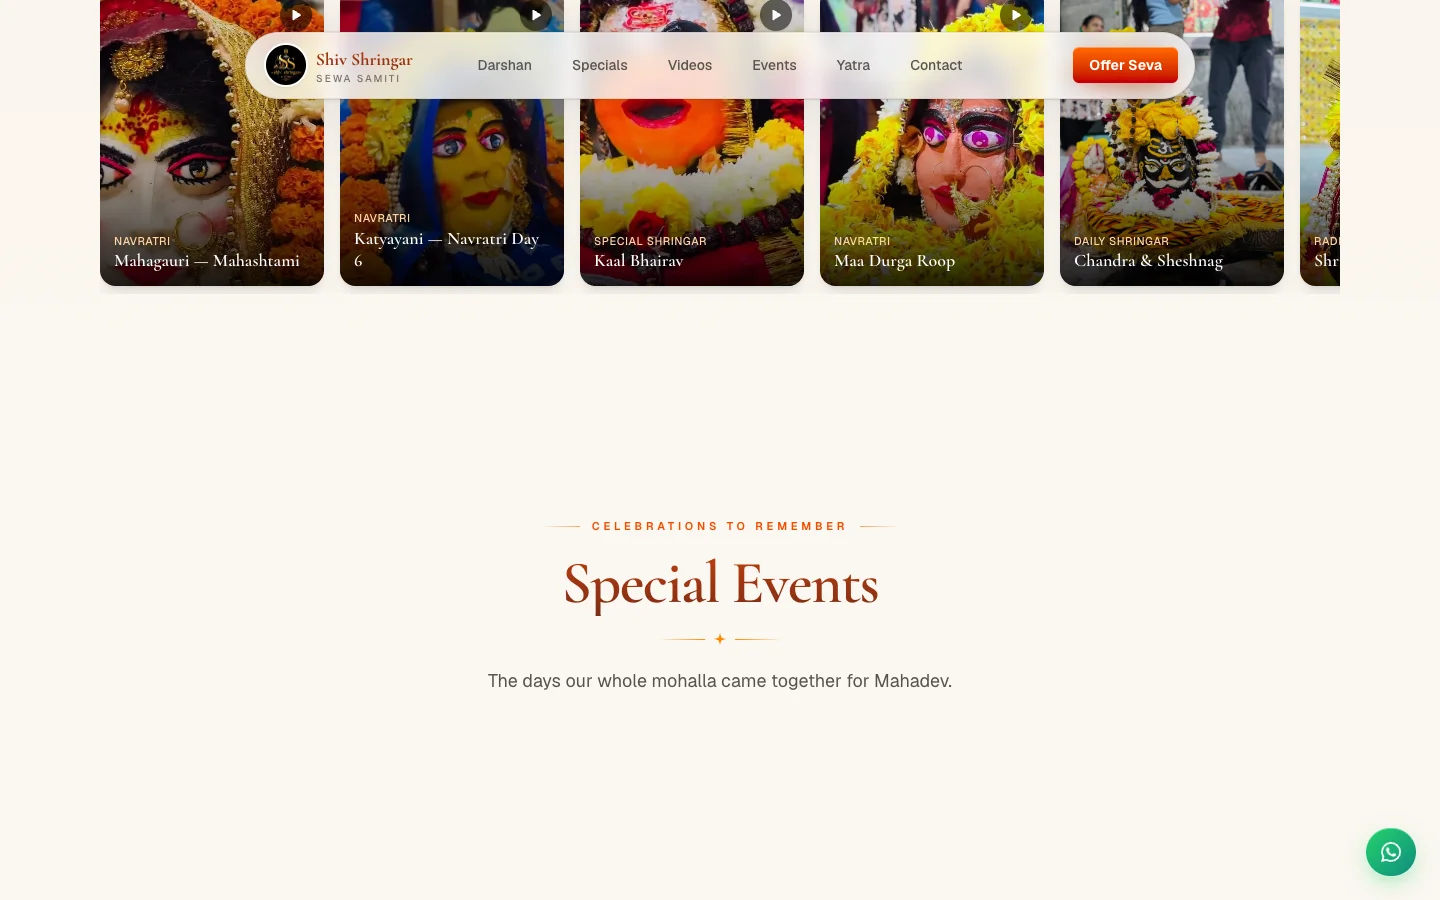 Shiv Shringar
SEWA SAMITI
Darshan
Specials
Videos
Events
Yatra
Contact
Offer Seva
NAVRATRI
Mahagauri — Mahashtami
NAVRATRI
Katyayani — Navratri Day
6
SPECIAL SHRINGAR
Kaal Bhairav
NAVRATRI
Maa Durga Roop
DAILY SHRINGAR
Chandra & Sheshnag
CELEBRATIONS TO REMEMBER
Special Events
The days our whole mohalla came together for Mahadev.